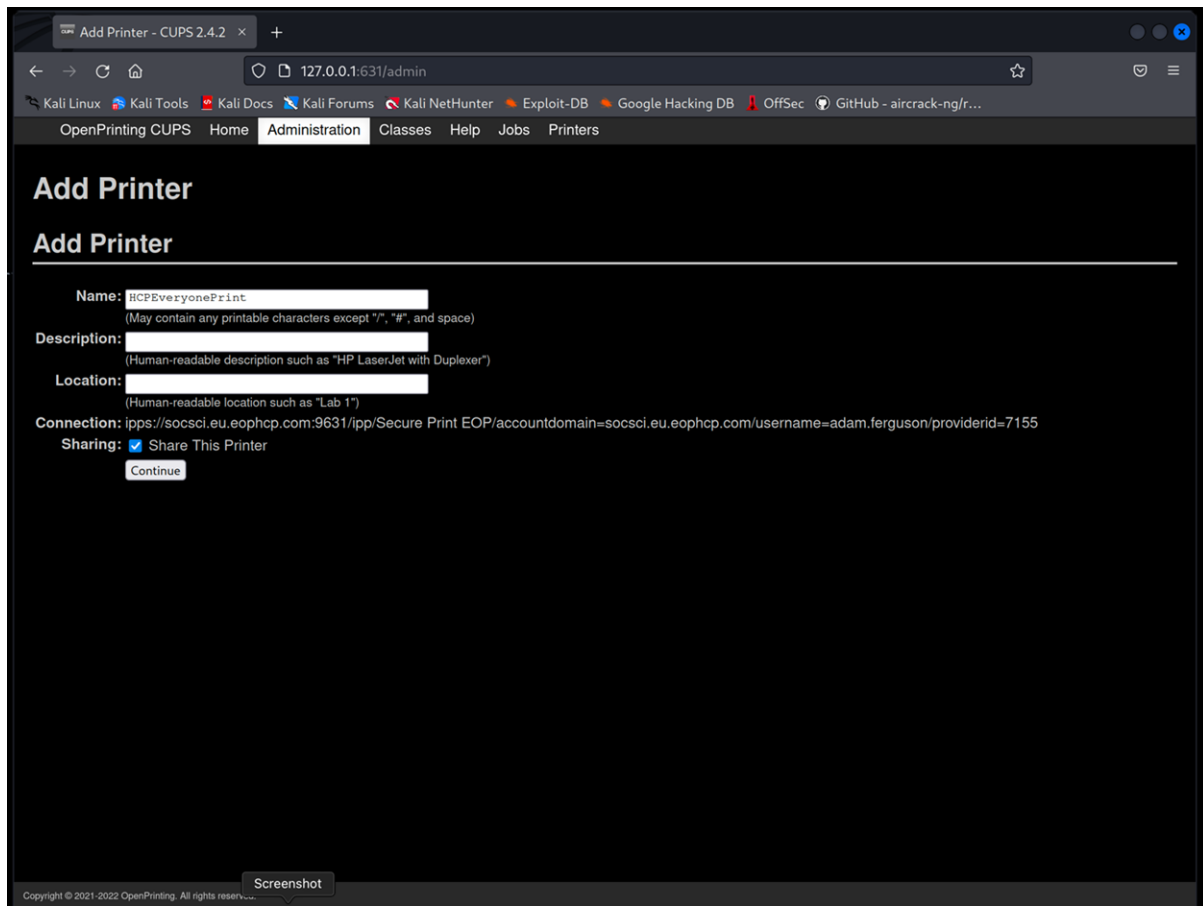 Add Printer - CUPS 2.4.2
127.0.0.1:631/admin
Kali Linux Kali Tools Kali Docs Kali Forums Kali NetHunter Exploit-DB Google Hacking DB OffSec GitHub - aircrack-ng/r...
OpenPrinting CUPS Home Administration Classes Help Jobs Printers
Add Printer
Add Printer
Name: HCPEveryonePrint
(May contain any printable characters except "/", "#", and space)
Description:
(Human-readable description such as "HP LaserJet with Duplexer")
Location:
(Human-readable location such as "Lab 1")
Connection: ipps://socsci.eu.eophcp.com:9631/ipp/Secure Print EOP/accountdomain=socsci.eu.eophcp.com/username=adam.ferguson/providerid=7155
Sharing: Share This Printer
Continue
Screenshot
Copyright © 2021-2022 OpenPrinting. All rights reserved.